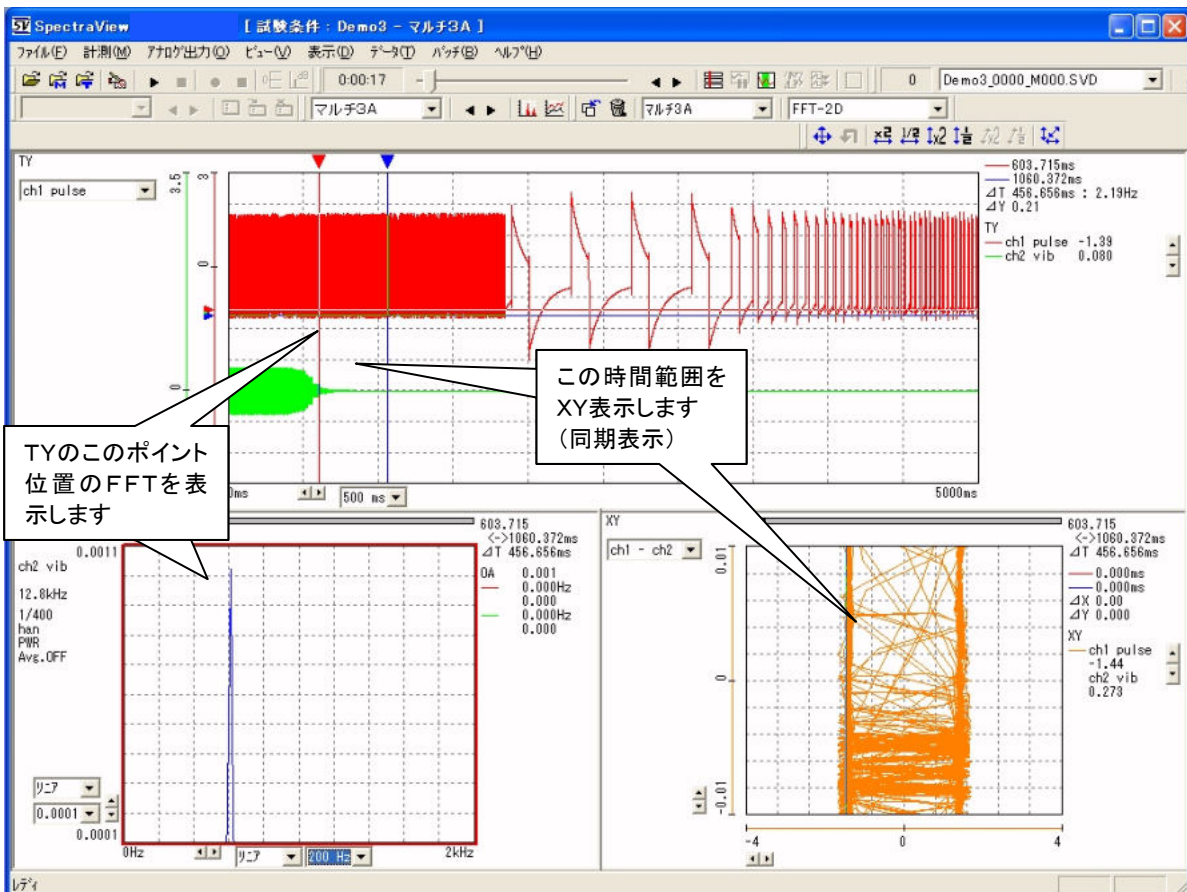 SpectraView [ 試験条件 : Demo3 - マルチ3A ]
ファイル(F) 計測(M) アナログ出力(O) ビュー(V) 表示(D) データ(T) バッチ(B) ヘルプ(H)
0:00:17 0 Demo3_0000_M000.SVD
マルチ3A マルチ3A FFT-2D
x2 1/2
TY
ch1 pulse
3.5
3
0
0
603.715ms
1060.372ms
⊿T 456.656ms : 2.19Hz
⊿Y 0.21
TY
ch1 pulse -1.39
ch2 vib 0.080
この時間範囲を
XY表示します
(同期表示)
TYのこのポイント
位置のFFTを表
示します
0ms 500 ms 5000ms
0.0011
ch2 vib
12.8kHz
1/400
han
PWR
Avg.OFF
リニア
0.0001
0.0001
0Hz リニア 200 Hz 2kHz
603.715
<->1060.372ms
⊿T 456.656ms
OA 0.001
0.000Hz
0.000
0.000Hz
0.000
XY
ch1 - ch2
0.01
0
-0.01
-4 0 4
603.715
<->1060.372ms
⊿T 456.656ms
0.000ms
0.000ms
⊿X 0.00
⊿Y 0.000
XY
ch1 pulse
-1.44
ch2 vib
0.273
レディ